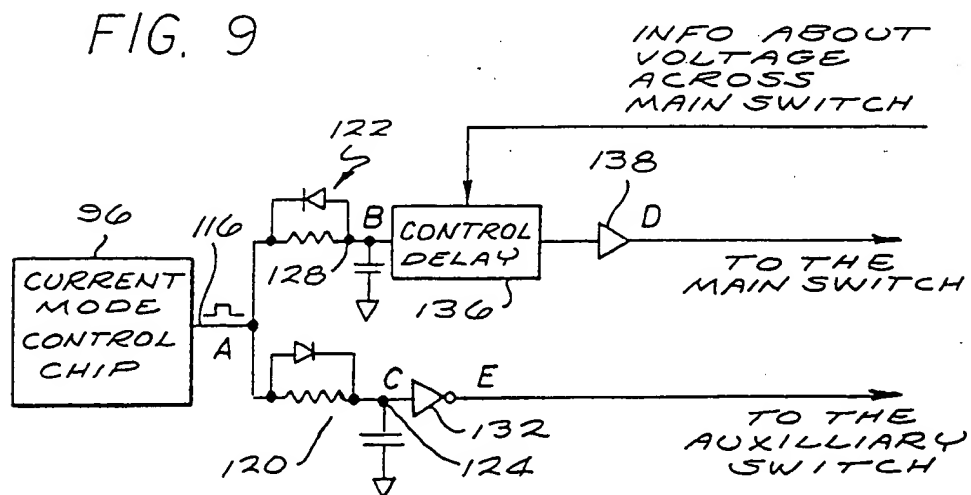 FIG. 9
INFO ABOUT
VOLTAGE
ACROSS
MAIN SWITCH
122
138
96
116
B
D
CONTROL
DELAY
128
136
TO THE
MAIN SWITCH
CURRENT
MODE
CONTROL
CHIP
A
C
E
120
124
132
TO THE
AUXILLIARY
SWITCH